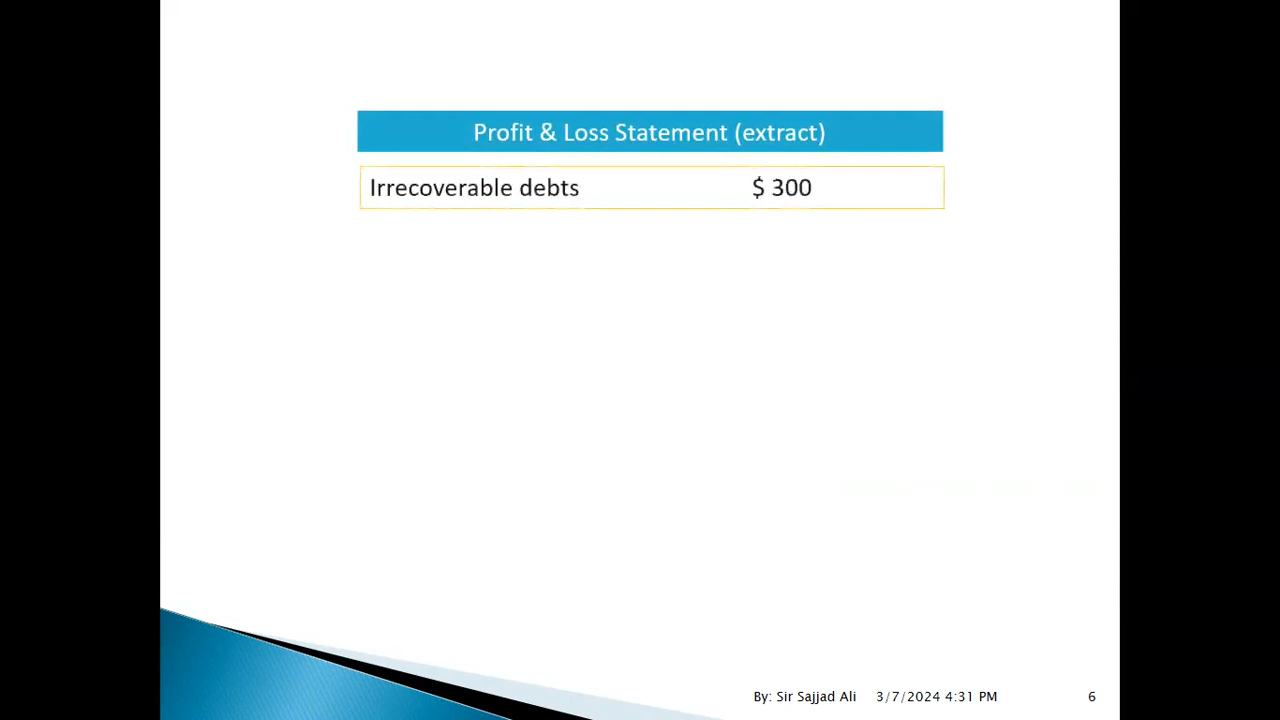 Profit & Loss Statement (extract)
Irrecoverable debts $ 300
By: Sir Sajjad Ali 3/7/2024 4:31 PM 6